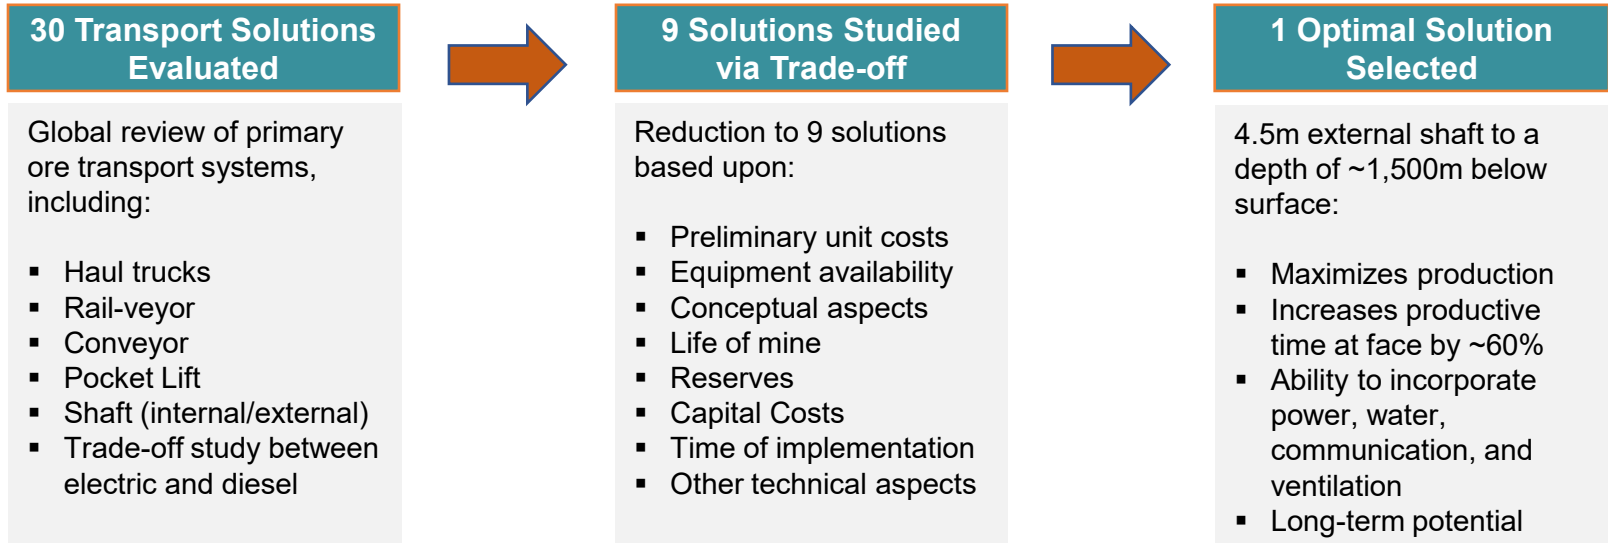 30 Transport Solutions
Evaluated
Global review of primary
ore transport systems,
including:
▪ Haul trucks
▪ Rail-veyor
▪ Conveyor
▪ Pocket Lift
▪ Shaft (internal/external)
▪ Trade-off study between
electric and diesel
9 Solutions Studied
via Trade-off
Reduction to 9 solutions
based upon:
▪ Preliminary unit costs
▪ Equipment availability
▪ Conceptual aspects
▪ Life of mine
▪ Reserves
▪ Capital Costs
▪ Time of implementation
▪ Other technical aspects
1 Optimal Solution
Selected
4.5m external shaft to a
depth of ~1,500m below
surface:
▪ Maximizes production
▪ Increases productive
time at face by ~60%
▪ Ability to incorporate
power, water,
communication, and
ventilation
▪ Long-term potential